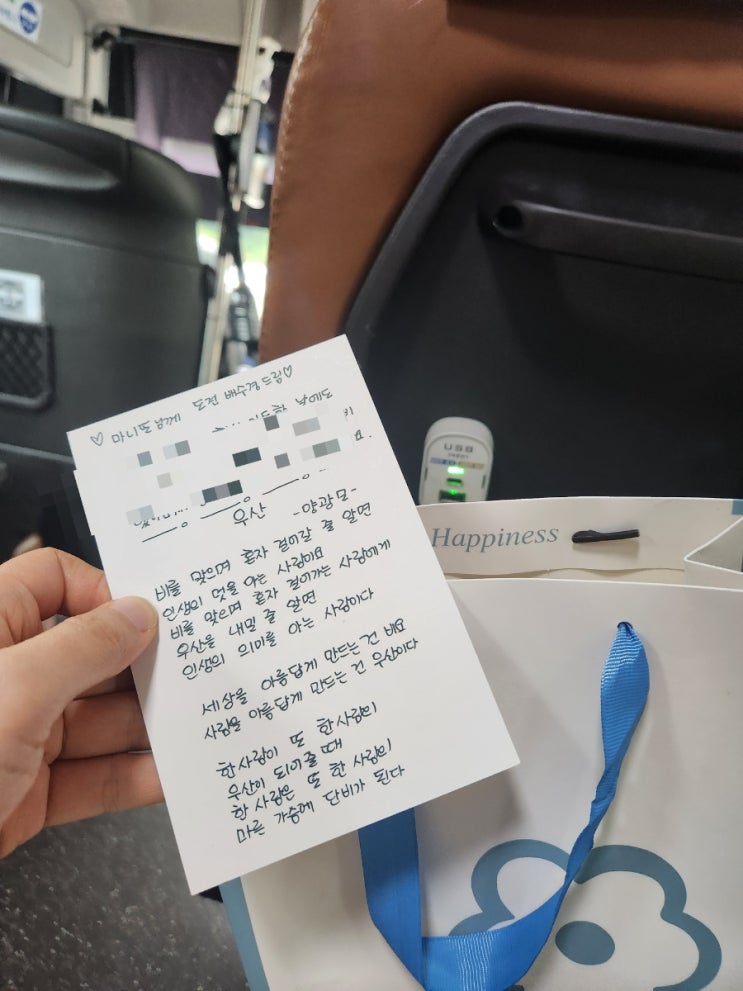 ♡ 마니또님께 도전 배수경드림♡
우산 -양광모-
비를 맞으며 혼자 걸어갈 줄 알면
인생의 멋을 아는 사람이요
비를 맞으며 혼자 걸어가는 사람에게
우산을 내밀 줄 알면
인생의 의미를 아는 사람이다
세상을 아름답게 만드는건 비요
사람을 아름답게 만드는건 우산이다
한사람이 또 한사람의
우산이 되어줄때
한사람은 또 한사람의
마른 가슴에 단비가 된다
USB
Happiness